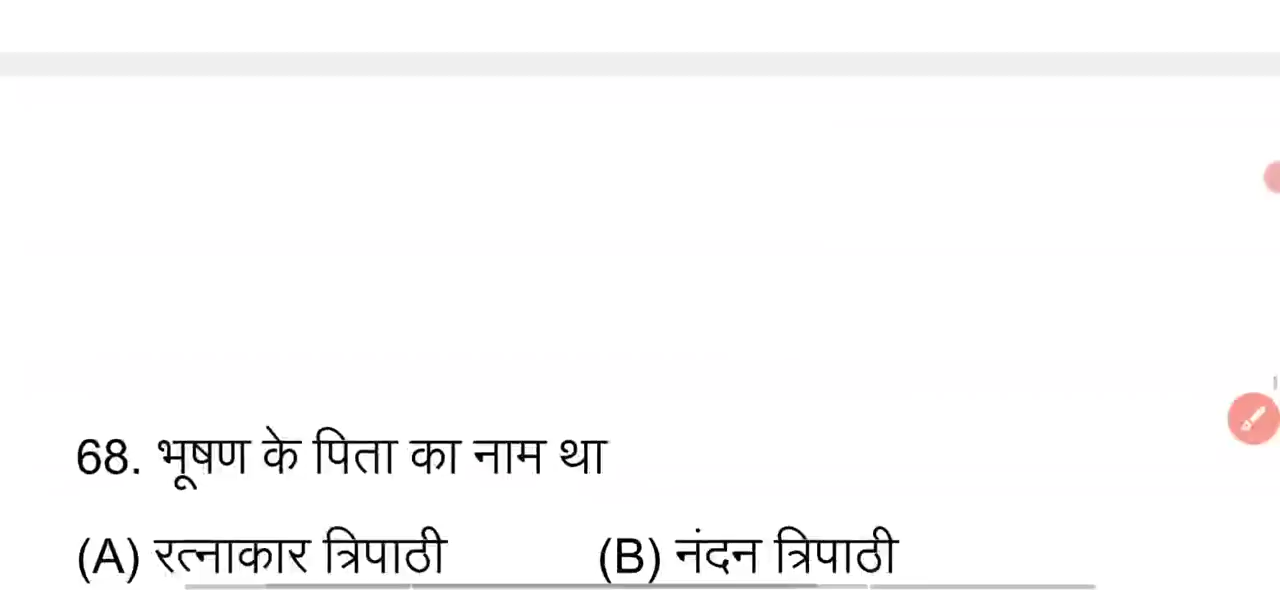 68. भूषण के पिता का नाम था
(A) रत्नाकार त्रिपाठी (B) नंदन त्रिपाठी